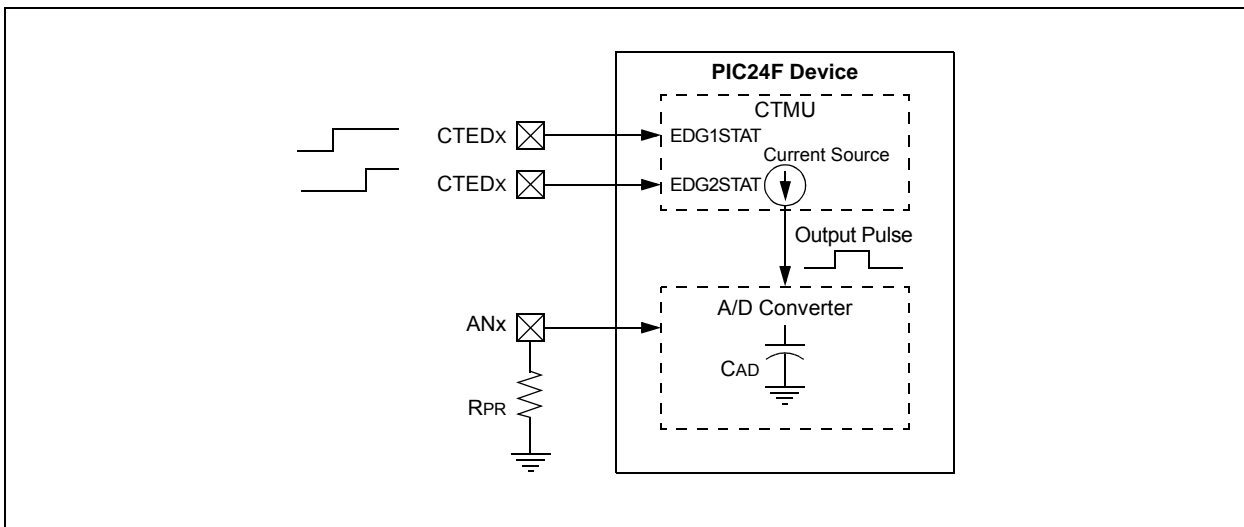 PIC24F Device
CTMU
CTEDx
EDG1STAT
Current Source
CTEDx
EDG2STAT
Output Pulse
A/D Converter
ANx
CAD
RPR